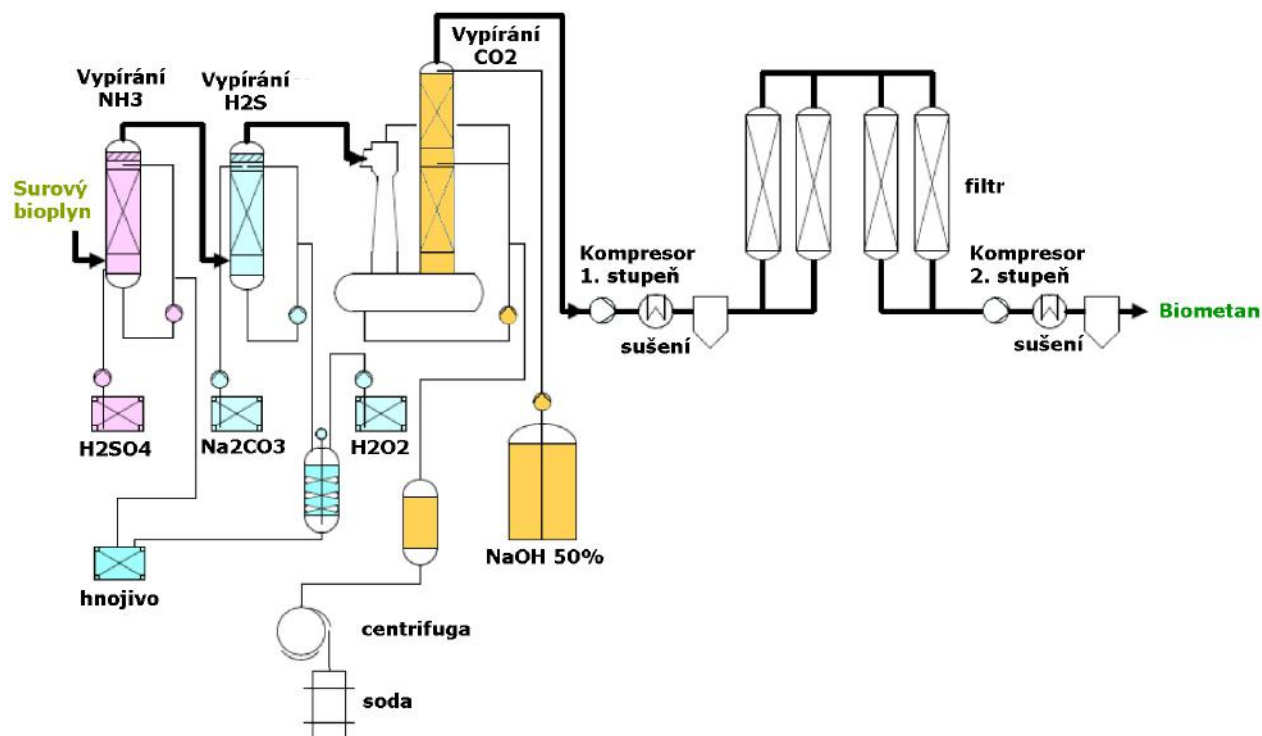 Vypírání
CO2
Vypírání
NH3
Vypírání
H2S
Surový
bioplyn
filtr
Kompresor
1. stupeň
Kompresor
2. stupeň
Biometan
sušení
sušení
H2SO4
Na2CO3
H2O2
NaOH 50%
hnojivo
centrifuga
soda